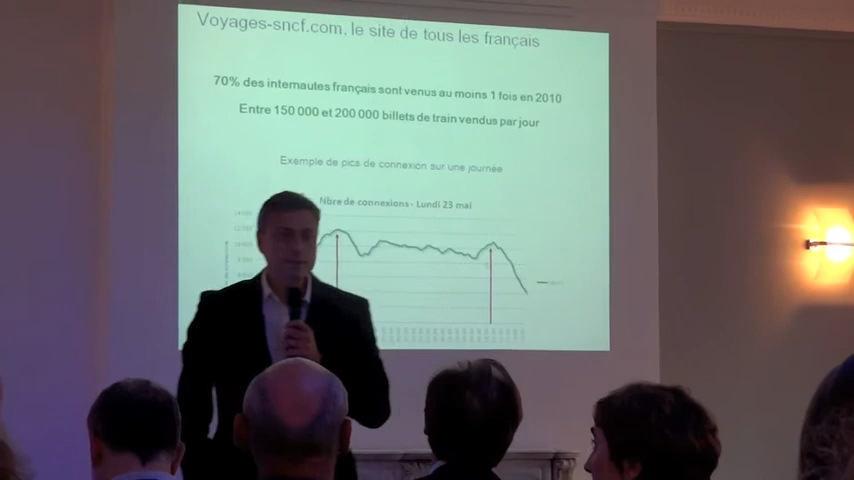 Voyages-sncf.com, le site de tous les français
70% des internautes français sont venus au moins 1 fois en 2010
Entre 150 000 et 200 000 billets de train vendus par jour
Exemple de pics de connexion sur une journée
Nbre de connexions - Lundi 23 mai